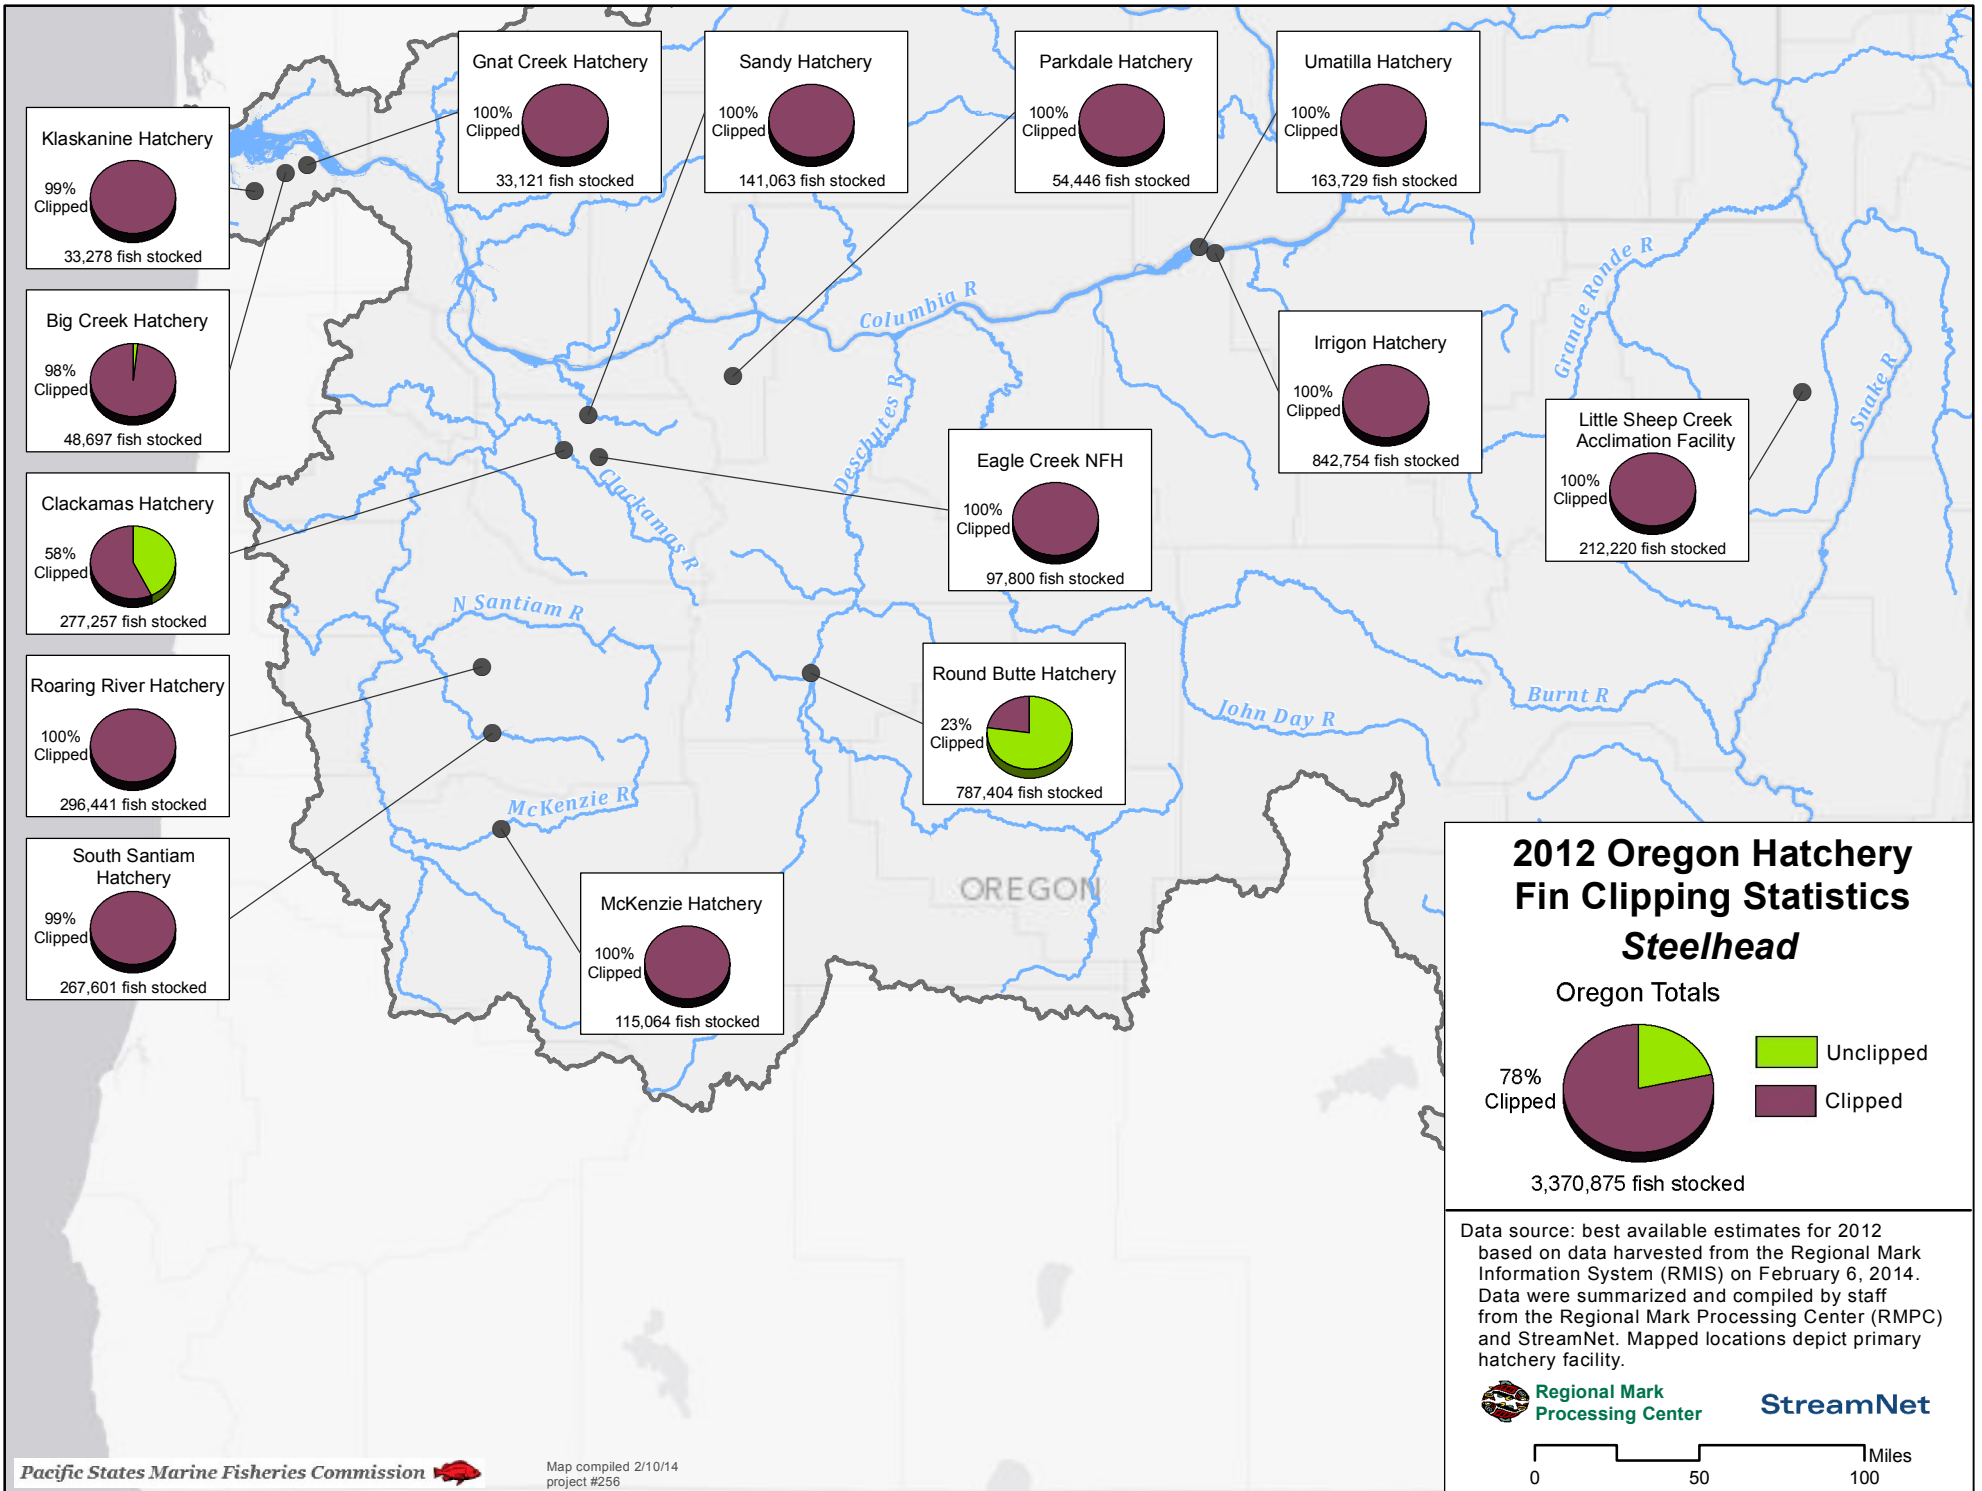 Gnat Creek Hatchery
100%
Clipped
33,121 fish stocked
Sandy Hatchery
100%
Clipped
141,063 fish stocked
Parkdale Hatchery
100%
Clipped
54,446 fish stocked
Umatilla Hatchery
100%
Clipped
163,729 fish stocked
Klaskanine Hatchery
99%
Clipped
33,278 fish stocked
Big Creek Hatchery
98%
Clipped
48,697 fish stocked
Columbia R
Grande Ronde R
Snake R
Deschutes R
Irrigon Hatchery
100%
Clipped
842,754 fish stocked
Little Sheep Creek
Acclimation Facility
100%
Clipped
212,220 fish stocked
Eagle Creek NFH
100%
Clipped
97,800 fish stocked
Clackamas Hatchery
58%
Clipped
277,257 fish stocked
Clackamas R
N Santiam R
Roaring River Hatchery
100%
Clipped
296,441 fish stocked
Round Butte Hatchery
23%
Clipped
787,404 fish stocked
John Day R
Burnt R
McKenzie R
South Santiam
Hatchery
99%
Clipped
267,601 fish stocked
McKenzie Hatchery
100%
Clipped
115,064 fish stocked
OREGON
2012 Oregon Hatchery
Fin Clipping Statistics
Steelhead
Oregon Totals
78%
Clipped
Unclipped
Clipped
3,370,875 fish stocked
Data source: best available estimates for 2012
based on data harvested from the Regional Mark
Information System (RMIS) on February 6, 2014.
Data were summarized and compiled by staff
from the Regional Mark Processing Center (RMPC)
and StreamNet. Mapped locations depict primary
hatchery facility.
Regional Mark
Processing Center
StreamNet
Miles
0 50 100
Pacific States Marine Fisheries Commission
Map compiled 2/10/14
project #256